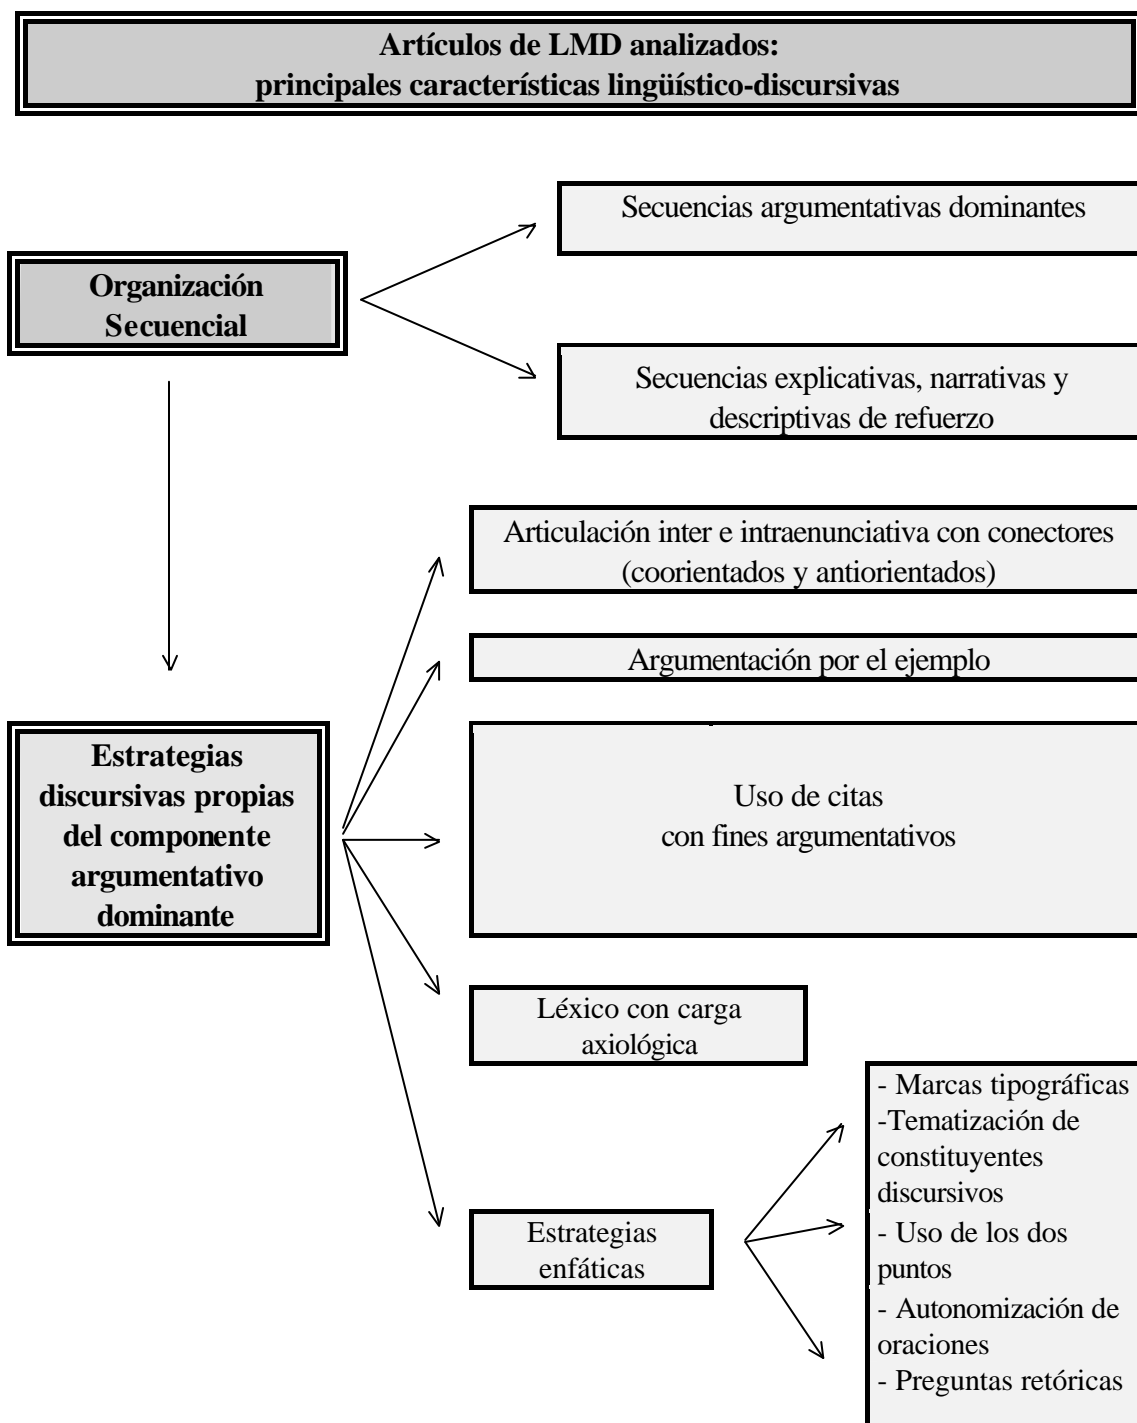 Artículos de LMD analizados:
principales características lingüístico-discursivas
Secuencias argumentativas dominantes
Organización
Secuencial
Secuencias explicativas, narrativas y
descriptivas de refuerzo
Articulación inter e intraenunciativa con conectores
(coorientados y antiorientados)
Argumentación por el ejemplo
Estrategias
discursivas propias
del componente
argumentativo
dominante
Uso de citas
con fines argumentativos
Léxico con carga
axiológica
Estrategias
enfáticas
- Marcas tipográficas
-Tematización de
constituyentes
discursivos
- Uso de los dos
puntos
- Autonomización de
oraciones
- Preguntas retóricas